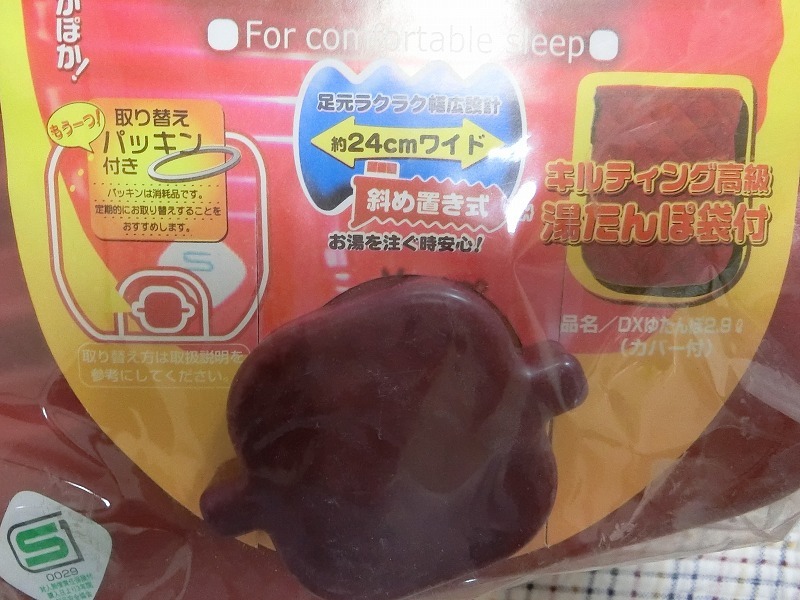 かぽか!
For comfortable sleep
もう一つ!
取り替え
パッキン
付き
パッキンは消耗品です。
定期的にお取り替えすることを
おすすめします。
取り替え方は取扱説明を
参考にしてください。
足元ラクラク幅広設計
約24cmワイド
斜め置き式
お湯を注ぐ時安心!
キルティング高級
湯たんぽ袋付
品名/DXゆたんぽ2.8ℓ
(カバー付)
S
0029